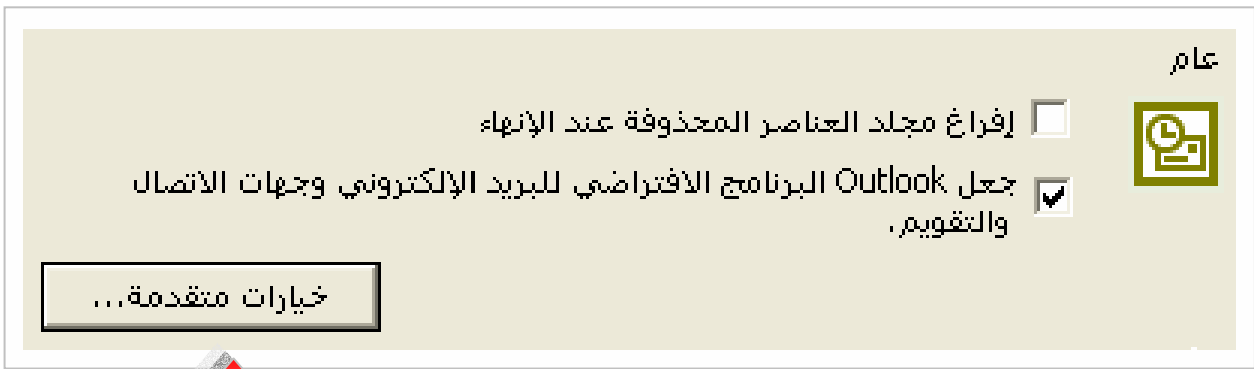 عام
إفراغ مجلد العناصر المحذوفة عند الإنهاء
جعل Outlook البرنامج الافتراضي للبريد الإلكتروني وجهات الاتصال
والتقويم.
خيارات متقدمة...